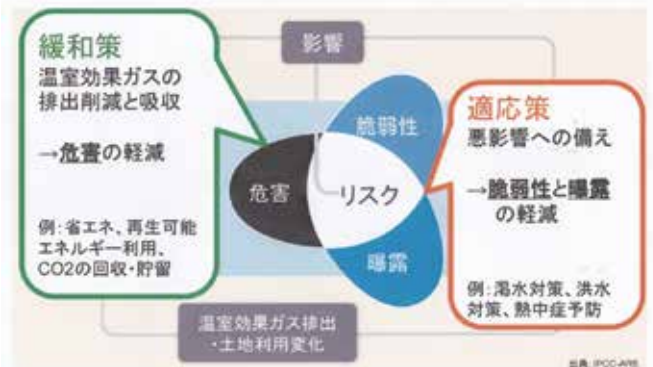 影響
緩和策
温室効果ガスの
排出削減と吸収
→危害の軽減
例:省エネ、再生可能
エネルギー利用、
CO2の回収・貯留
脆弱性
危害
リスク
曝露
適応策
悪影響への備え
→脆弱性と曝露
の軽減
例:渇水対策、洪水
対策、熱中症予防
温室効果ガス排出
・土地利用変化
出典:IPCC-AR5